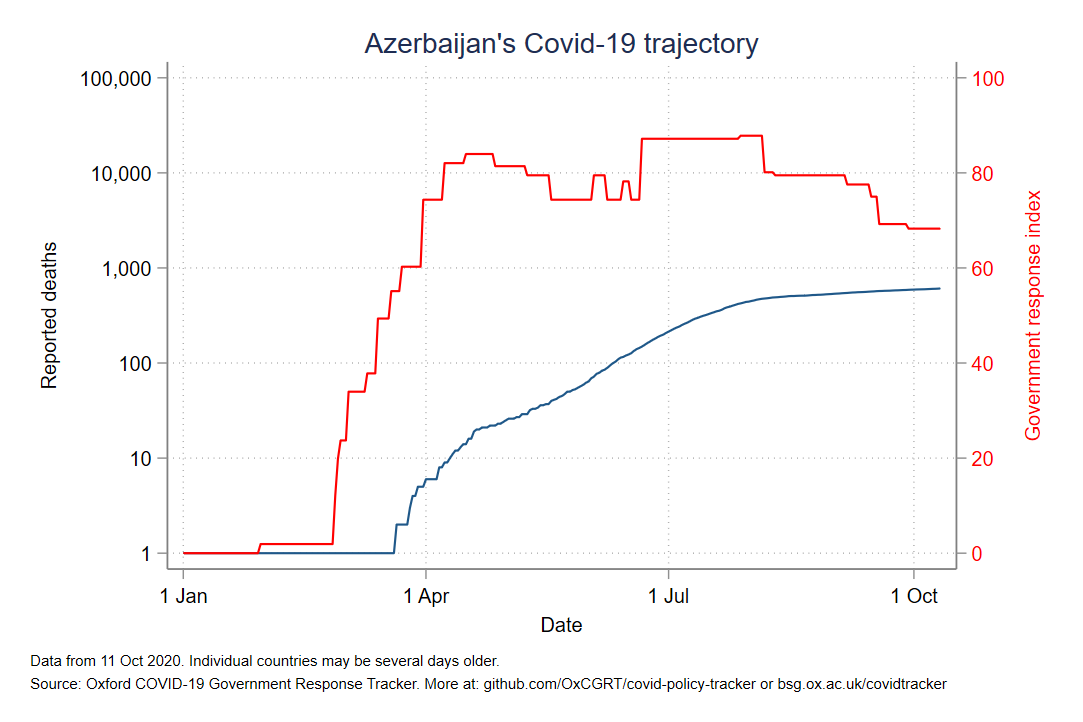 Azerbaijan's Covid-19 trajectory
100,000
10,000
1,000
100
10
1
Reported deaths
100
80
60
40
20
0
Government response index
1 Jan
1 Apr
1 Jul
1 Oct
Date
Data from 11 Oct 2020. Individual countries may be several days older.
Source: Oxford COVID-19 Government Response Tracker. More at: github.com/OxCGRT/covid-policy-tracker or bsg.ox.ac.uk/covidtracker